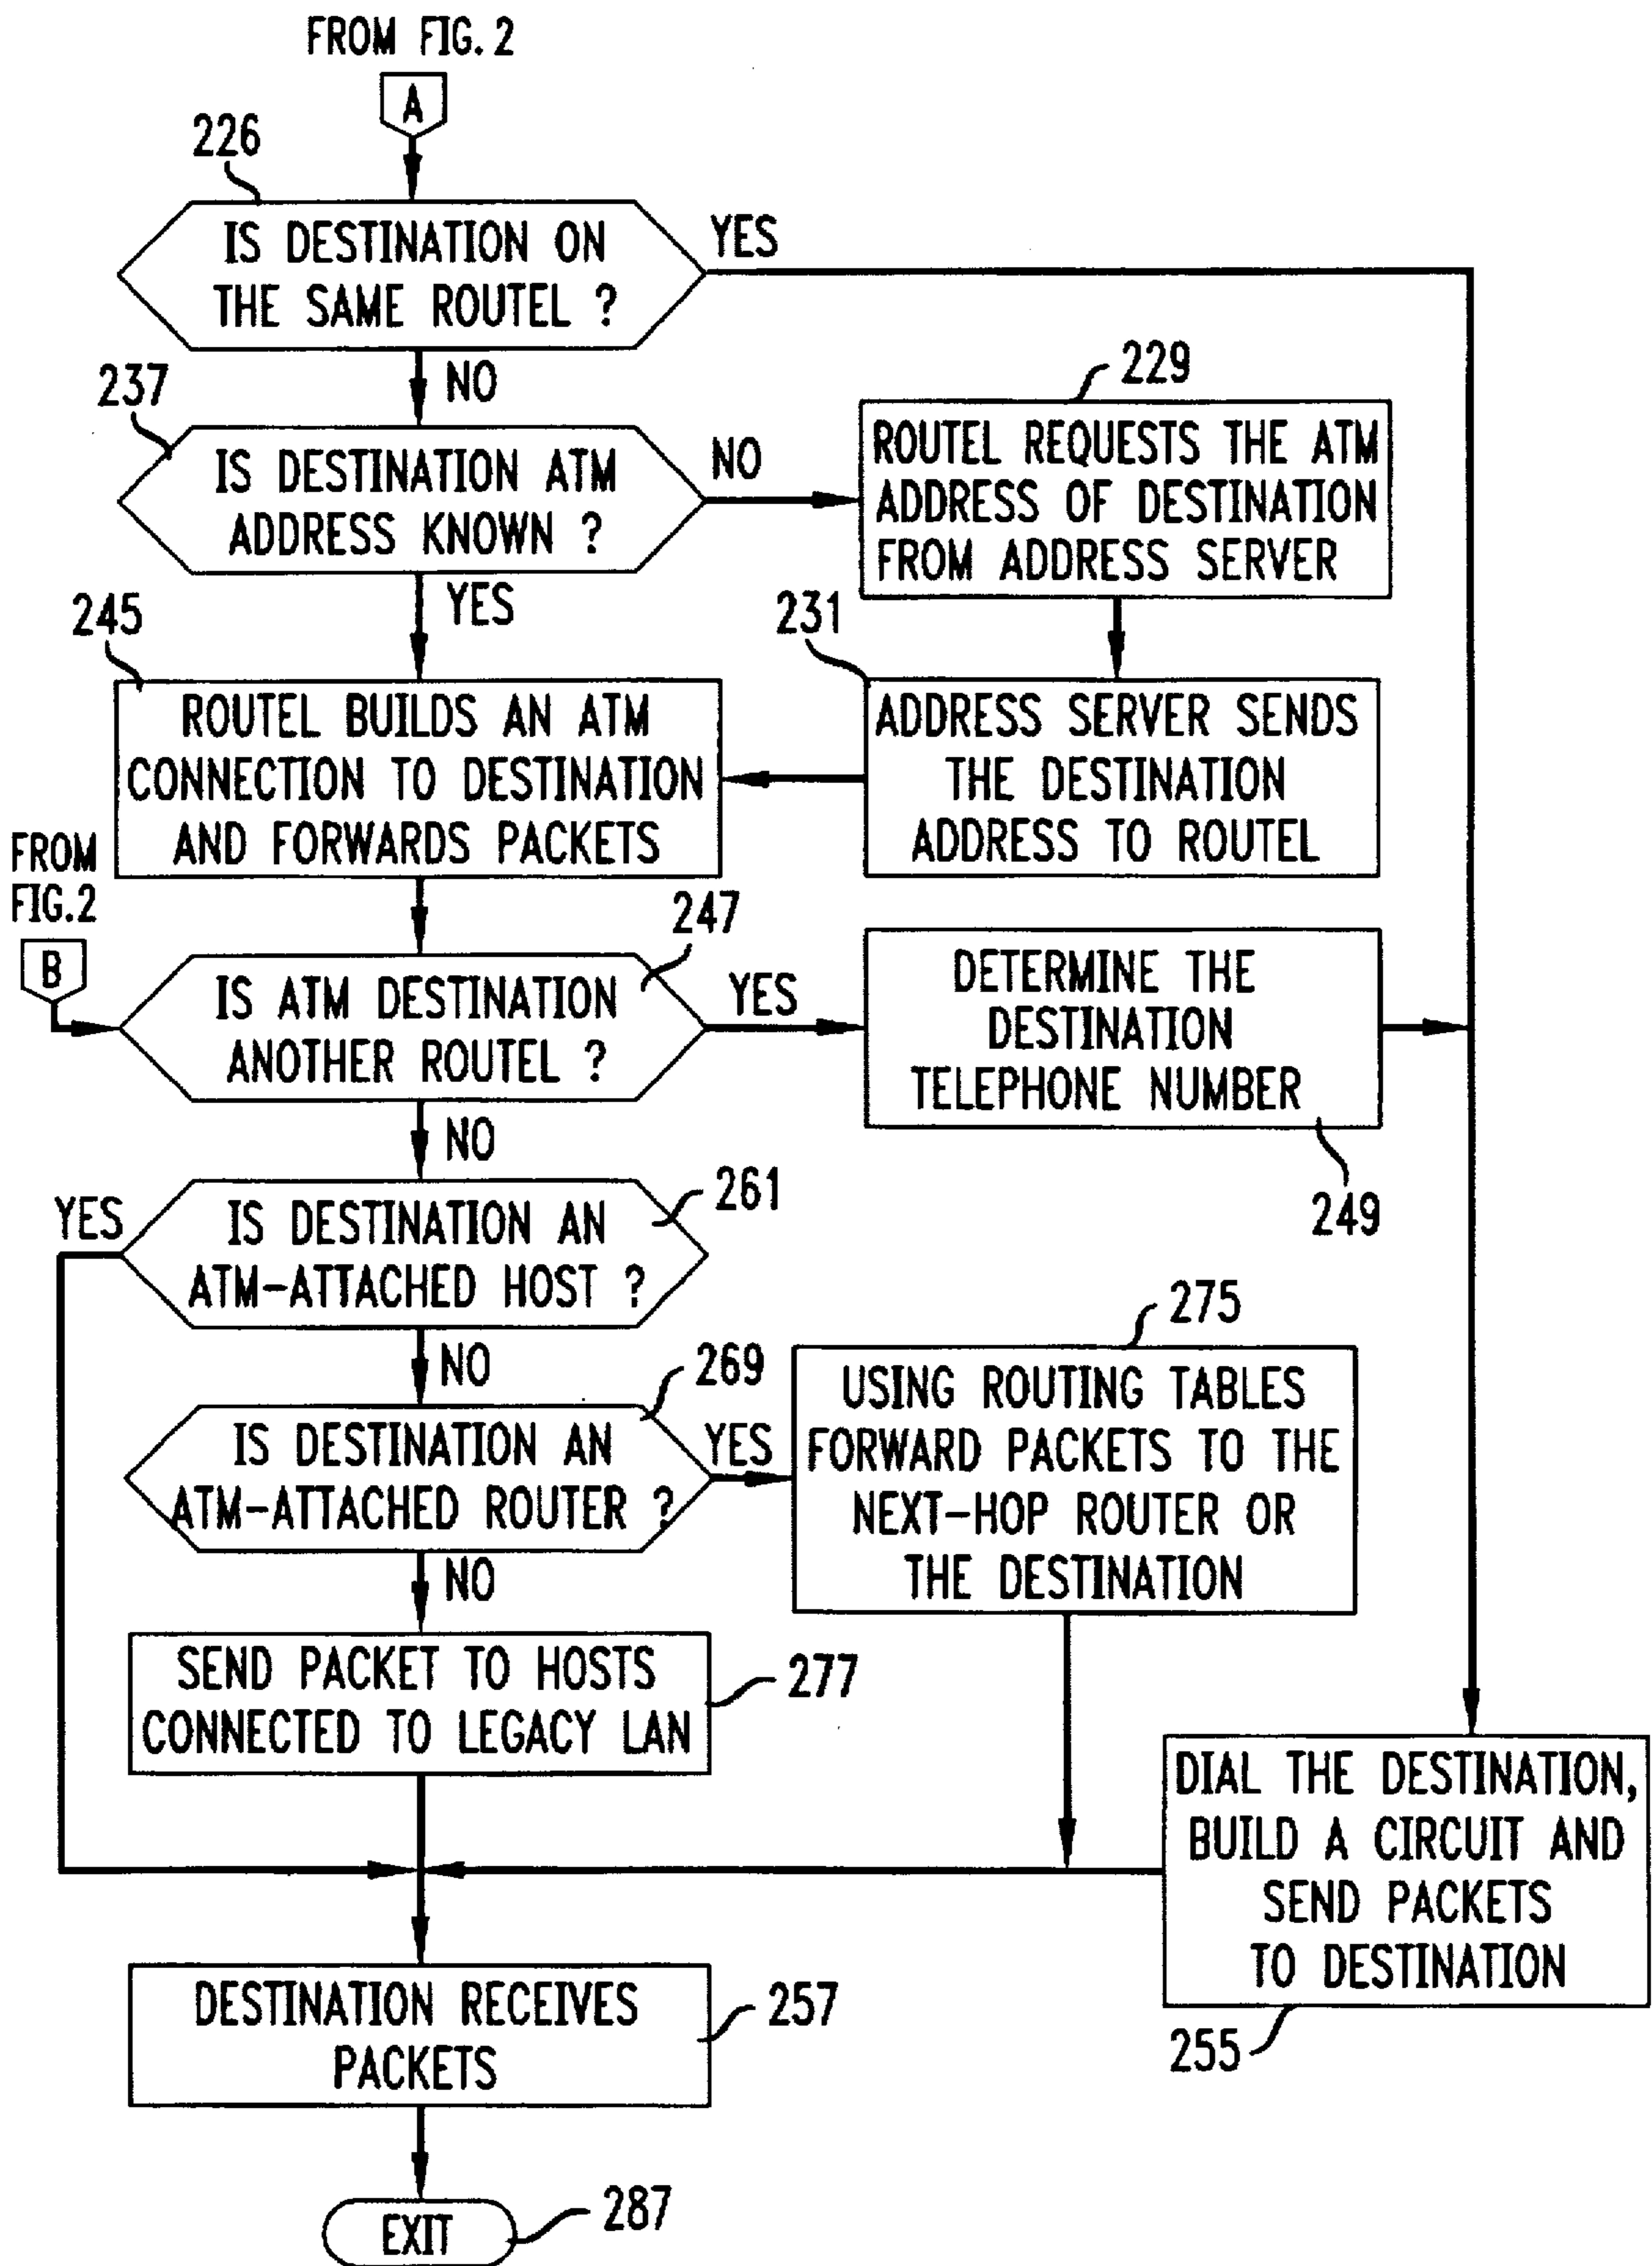 FROM FIG. 2
A
226
IS DESTINATION ON
THE SAME ROUTEL ?
YES
NO
237
IS DESTINATION ATM
ADDRESS KNOWN ?
NO
229
ROUTEL REQUESTS THE ATM
ADDRESS OF DESTINATION
FROM ADDRESS SERVER
YES
245
ROUTEL BUILDS AN ATM
CONNECTION TO DESTINATION
AND FORWARDS PACKETS
231
ADDRESS SERVER SENDS
THE DESTINATION
ADDRESS TO ROUTEL
FROM
FIG.2
B
247
IS ATM DESTINATION
ANOTHER ROUTEL ?
YES
DETERMINE THE
DESTINATION
TELEPHONE NUMBER
249
NO
YES
261
IS DESTINATION AN
ATM-ATTACHED HOST ?
NO
269
IS DESTINATION AN
ATM-ATTACHED ROUTER ?
YES
275
USING ROUTING TABLES
FORWARD PACKETS TO THE
NEXT-HOP ROUTER OR
THE DESTINATION
NO
SEND PACKET TO HOSTS
CONNECTED TO LEGACY LAN
277
DIAL THE DESTINATION,
BUILD A CIRCUIT AND
SEND PACKETS
TO DESTINATION
255
DESTINATION RECEIVES
PACKETS
257
EXIT
287